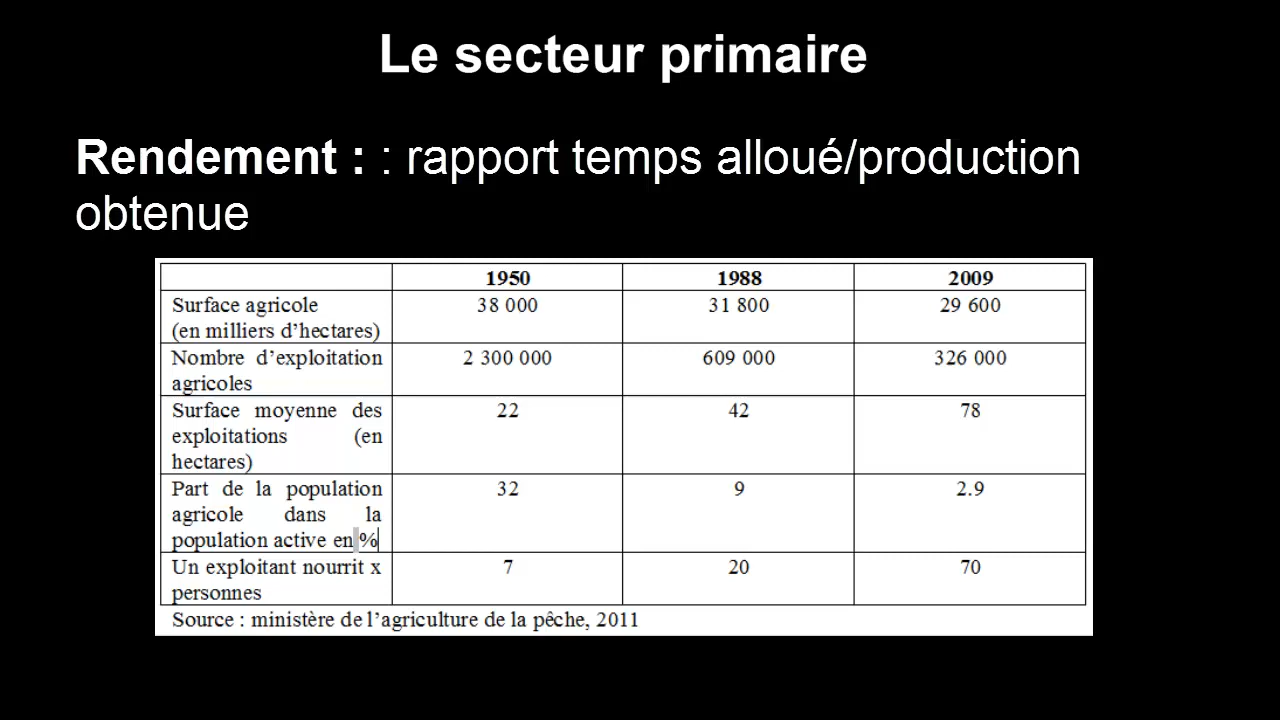 Le secteur primaire
Rendement : : rapport temps alloué/production
obtenue
1950 1988 2009
Surface agricole 38 000 31 800 29 600
(en milliers d’hectares)
Nombre d’exploitation 2 300 000 609 000 326 000
agricoles
Surface moyenne des 22 42 78
exploitations (en
hectares)
Part de la population 32 9 2.9
agricole dans la
population active en %
Un exploitant nourrit x 7 20 70
personnes
Source : ministère de l’agriculture de la pêche, 2011